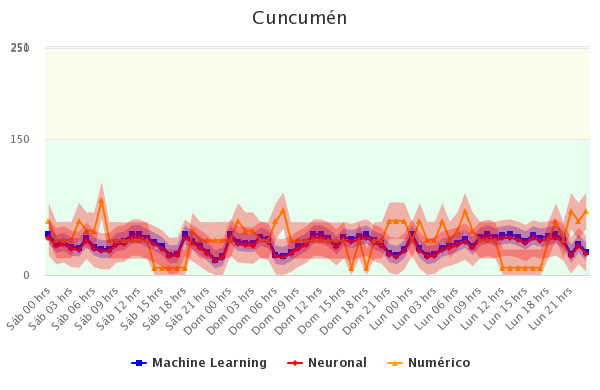 Cuncumén
150
0
Sáb 00 hrs
Sáb 03 hrs
Sáb 06 hrs
Sáb 09 hrs
Sáb 12 hrs
Sáb 15 hrs
Sáb 18 hrs
Sáb 21 hrs
Dom 00 hrs
Dom 03 hrs
Dom 06 hrs
Dom 09 hrs
Dom 12 hrs
Dom 15 hrs
Dom 18 hrs
Dom 21 hrs
Lun 00 hrs
Lun 03 hrs
Lun 06 hrs
Lun 09 hrs
Lun 12 hrs
Lun 15 hrs
Lun 18 hrs
Lun 21 hrs
Machine Learning Neuronal Numérico